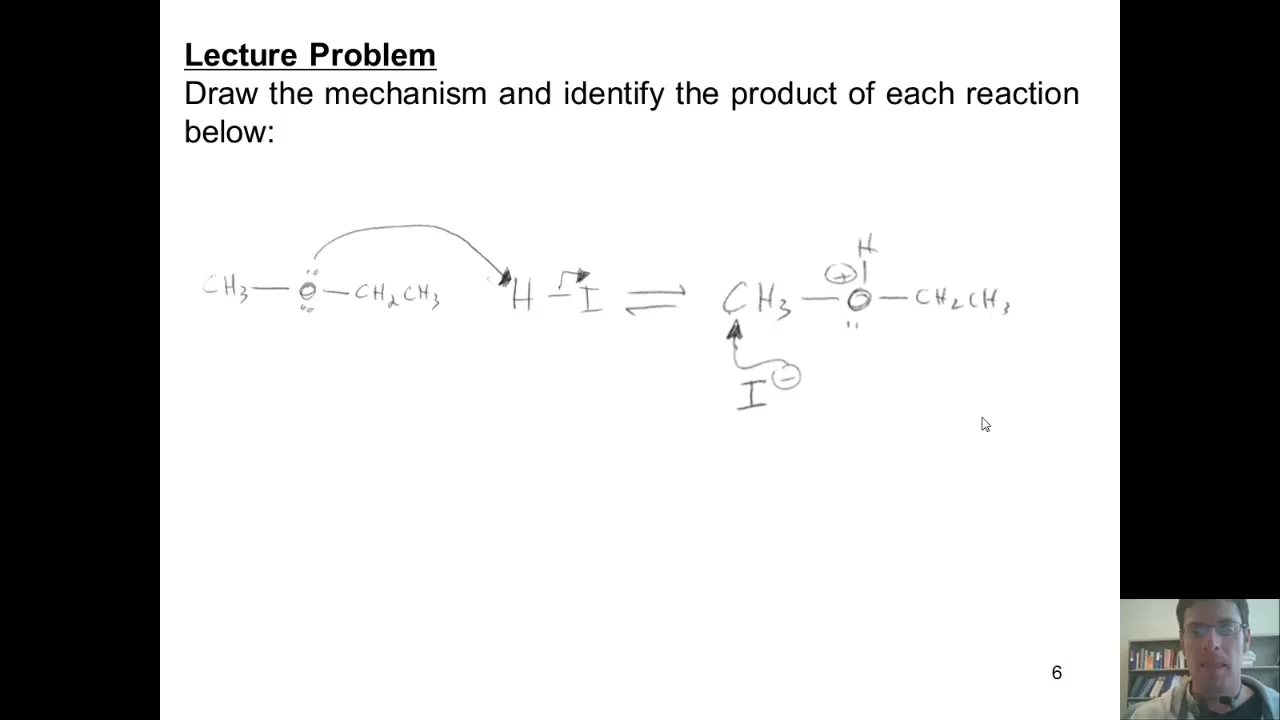 Lecture Problem
Draw the mechanism and identify the product of each reaction
below:
H
CH3 — O — CH2CH3 H — I ⇌ CH3 — O — CH2CH3
⊕
I ⊖
6